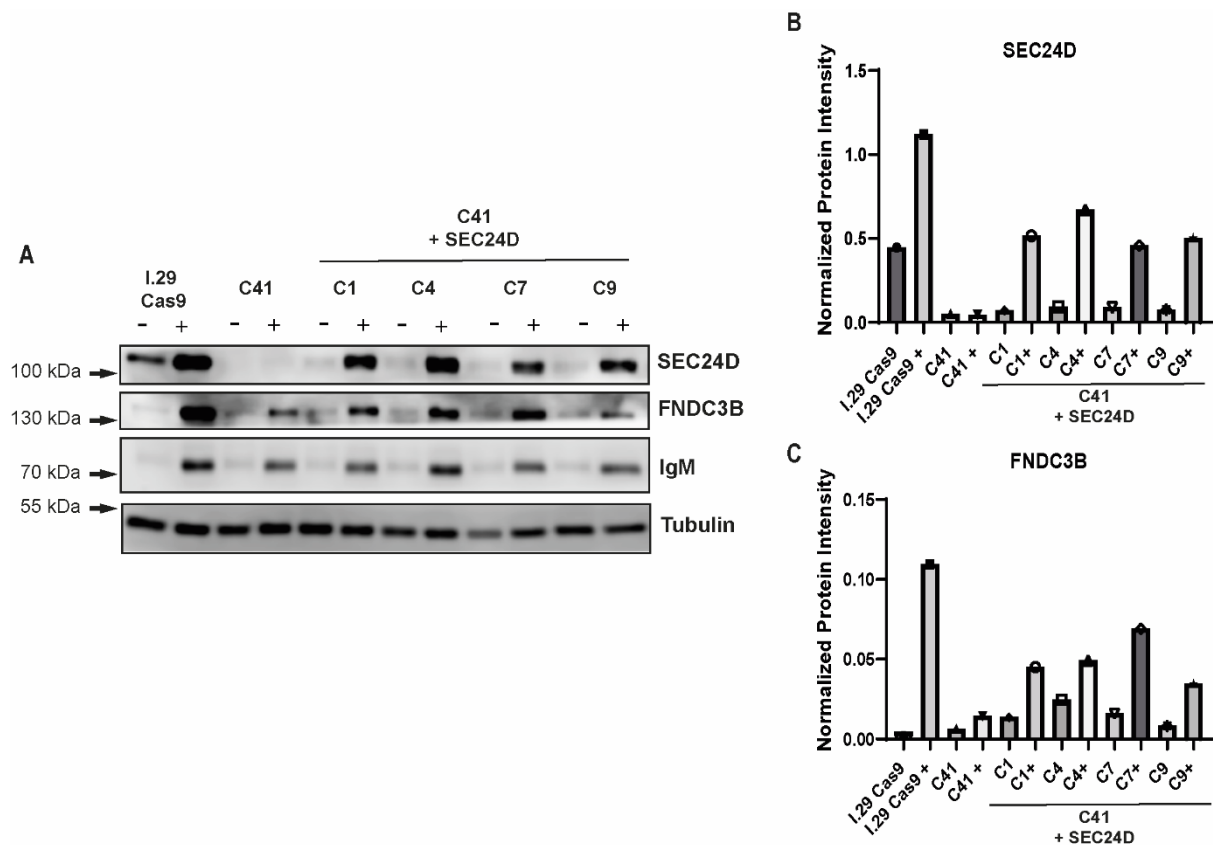 A
C41
+ SEC24D
I.29
Cas9
C41
C1
C4
C7
C9
- + - + - + - + - + - +
100 kDa
SEC24D
130 kDa
FNDC3B
70 kDa
IgM
55 kDa
Tubulin
B
SEC24D
Normalized Protein Intensity
1.5
1.0
0.5
0.0
I.29 Cas9
I.29 Cas9 +
C41
C41 +
C1
C1+
C4
C4+
C7
C7+
C9
C9+
C41
+ SEC24D
C
FNDC3B
Normalized Protein Intensity
0.15
0.10
0.05
0.00
I.29 Cas9
I.29 Cas9 +
C41
C41 +
C1
C1+
C4
C4+
C7
C7+
C9
C9+
C41
+ SEC24D